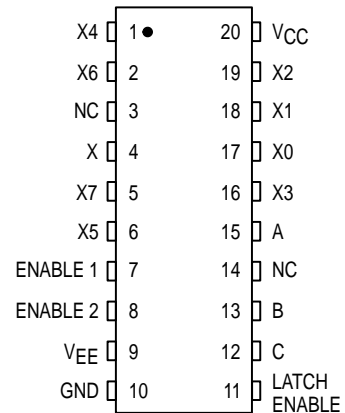 X4 1 20 VCC
X6 2 19 X2
NC 3 18 X1
X 4 17 X0
X7 5 16 X3
X5 6 15 A
ENABLE 1 7 14 NC
ENABLE 2 8 13 B
VEE 9 12 C
GND 10 11 LATCH
ENABLE